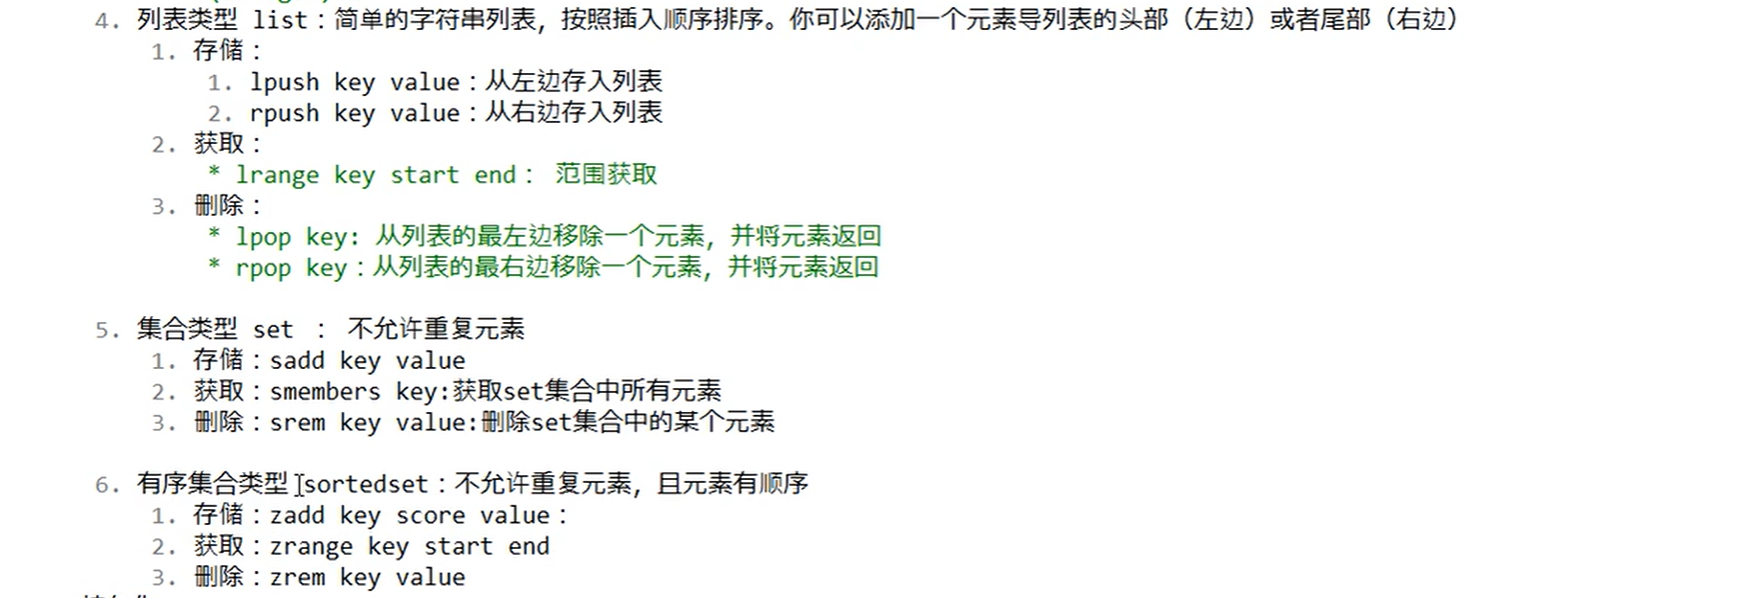 4. 列表类型 list：简单的字符串列表，按照插入顺序排序。你可以添加一个元素导列表的头部（左边）或者尾部（右边）
1. 存储：
1. lpush key value：从左边存入列表
2. rpush key value：从右边存入列表
2. 获取：
* lrange key start end： 范围获取
3. 删除：
* lpop key: 从列表的最左边移除一个元素，并将元素返回
* rpop key：从列表的最右边移除一个元素，并将元素返回
5. 集合类型 set ： 不允许重复元素
1. 存储：sadd key value
2. 获取：smembers key:获取set集合中所有元素
3. 删除：srem key value:删除set集合中的某个元素
6. 有序集合类型 sortedset：不允许重复元素，且元素有顺序
1. 存储：zadd key score value：
2. 获取：zrange key start end
3. 删除：zrem key value